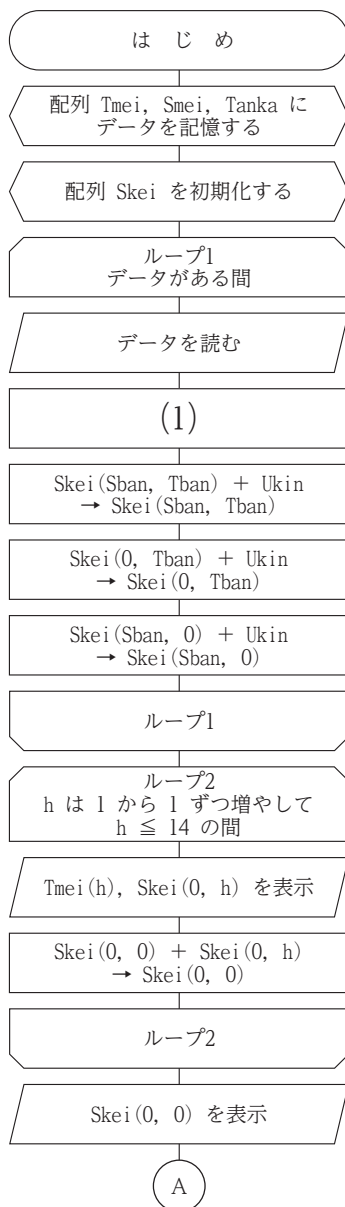 は じ め
配列 Tmei, Smei, Tanka に
データを記憶する
配列 Skei を初期化する
ループ1
データがある間
データを読む
(1)
Skei(Sban, Tban) + Ukin
→ Skei(Sban, Tban)
Skei(0, Tban) + Ukin
→ Skei(0, Tban)
Skei(Sban, 0) + Ukin
→ Skei(Sban, 0)
ループ1
ループ2
h は 1 から 1 ずつ増やして
h ≦ 14 の間
Tmei(h), Skei(0, h) を表示
Skei(0, 0) + Skei(0, h)
→ Skei(0, 0)
ループ2
Skei(0, 0) を表示
A